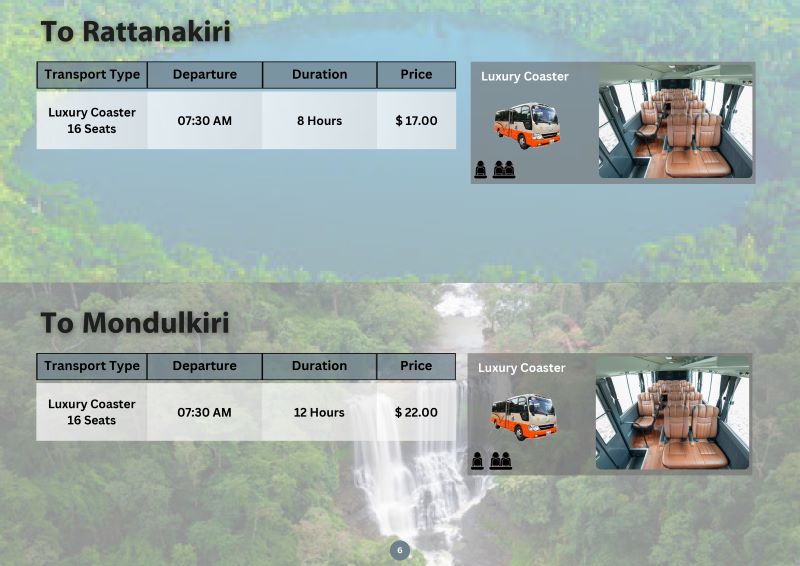 To Rattanakiri
Transport Type Departure Duration Price
Luxury Coaster
16 Seats
07:30 AM 8 Hours $ 17.00
Luxury Coaster
To Mondulkiri
Transport Type Departure Duration Price
Luxury Coaster
16 Seats
07:30 AM 12 Hours $ 22.00
Luxury Coaster
6